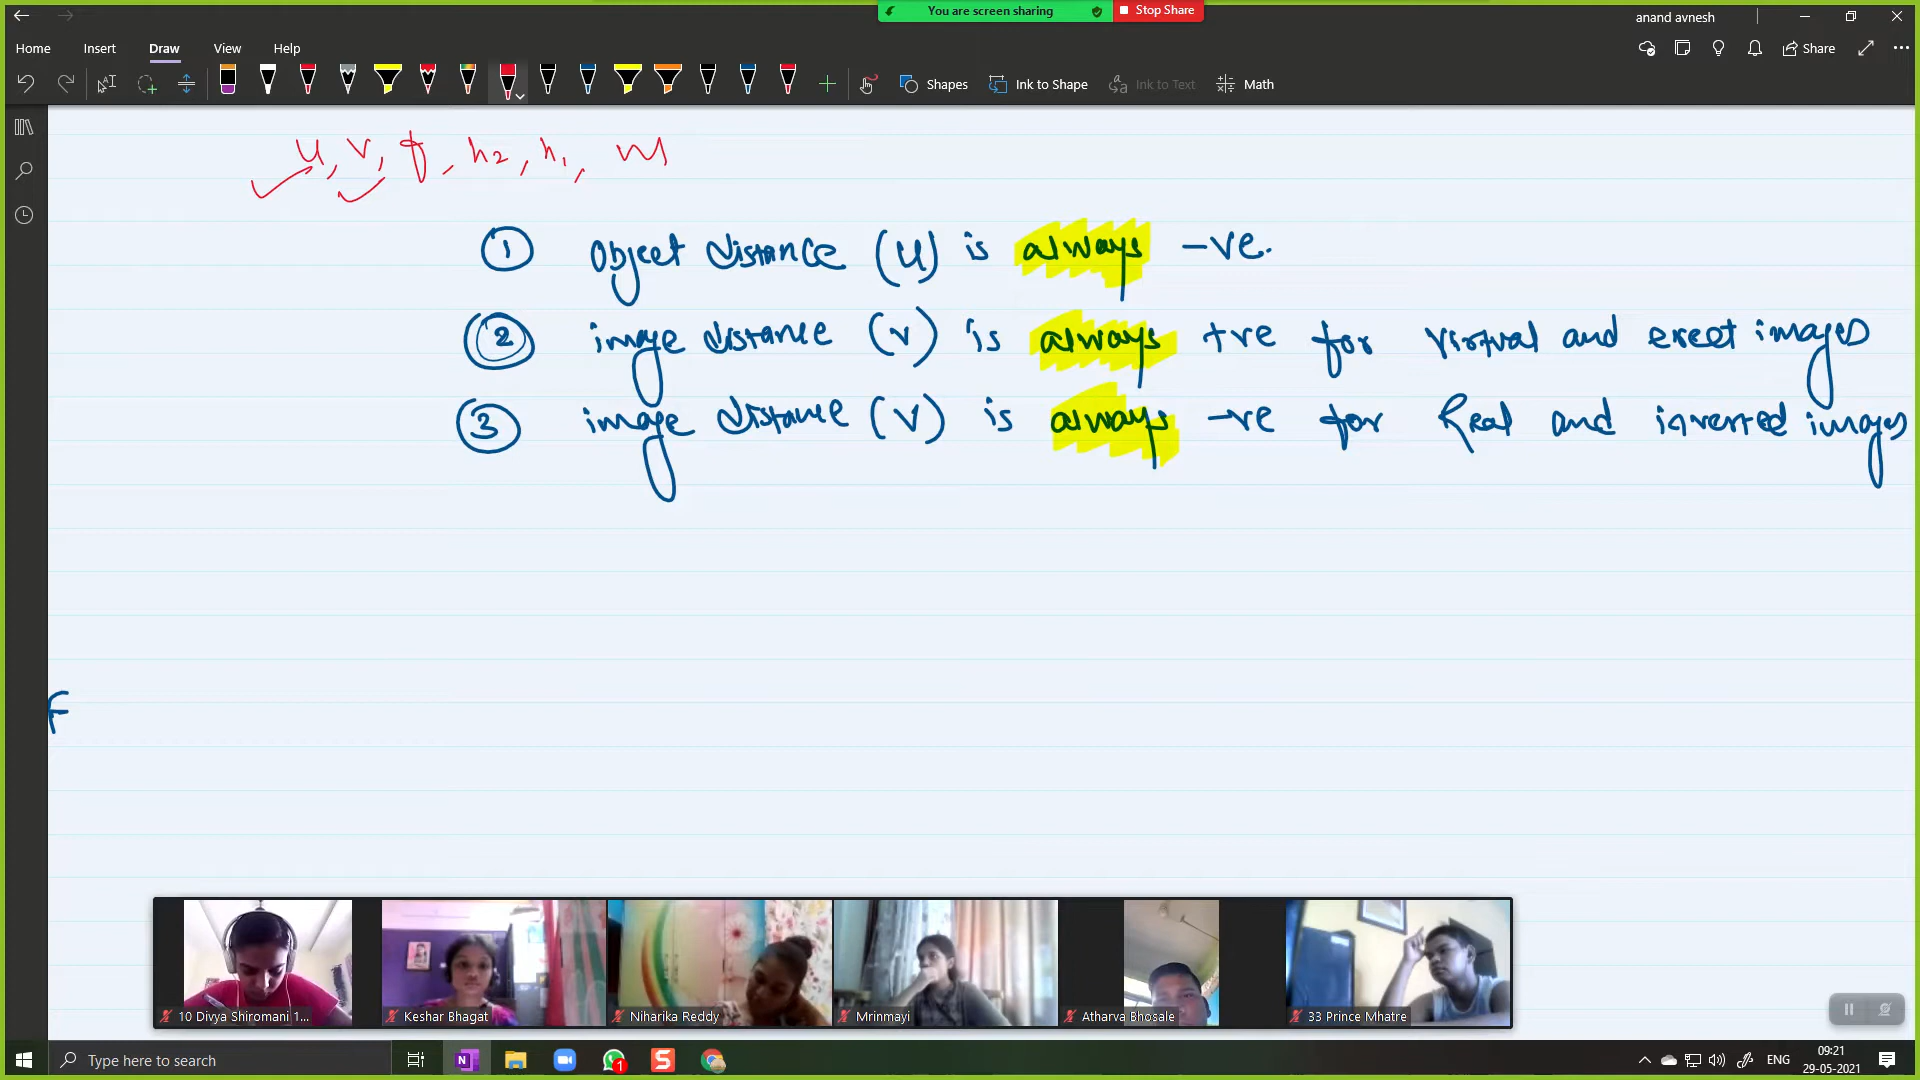 You are screen sharing
Stop Share
anand avnesh
Home Insert Draw View Help
Share
Shapes Ink to Shape Ink to Text Math
u, v, f, h2, h1, m
1 object distance (u) is always -ve.
2 image distance (v) is always +ve for virtual and erect images
3 image distance (v) is always -ve for Real and inverted images
F
10 Divya Shiromani 1... Keshar Bhagat Niharika Reddy Mrinmayi Atharva Bhosale 33 Prince Mhatre
Type here to search
N
S
1
ENG
09:21
29-05-2021